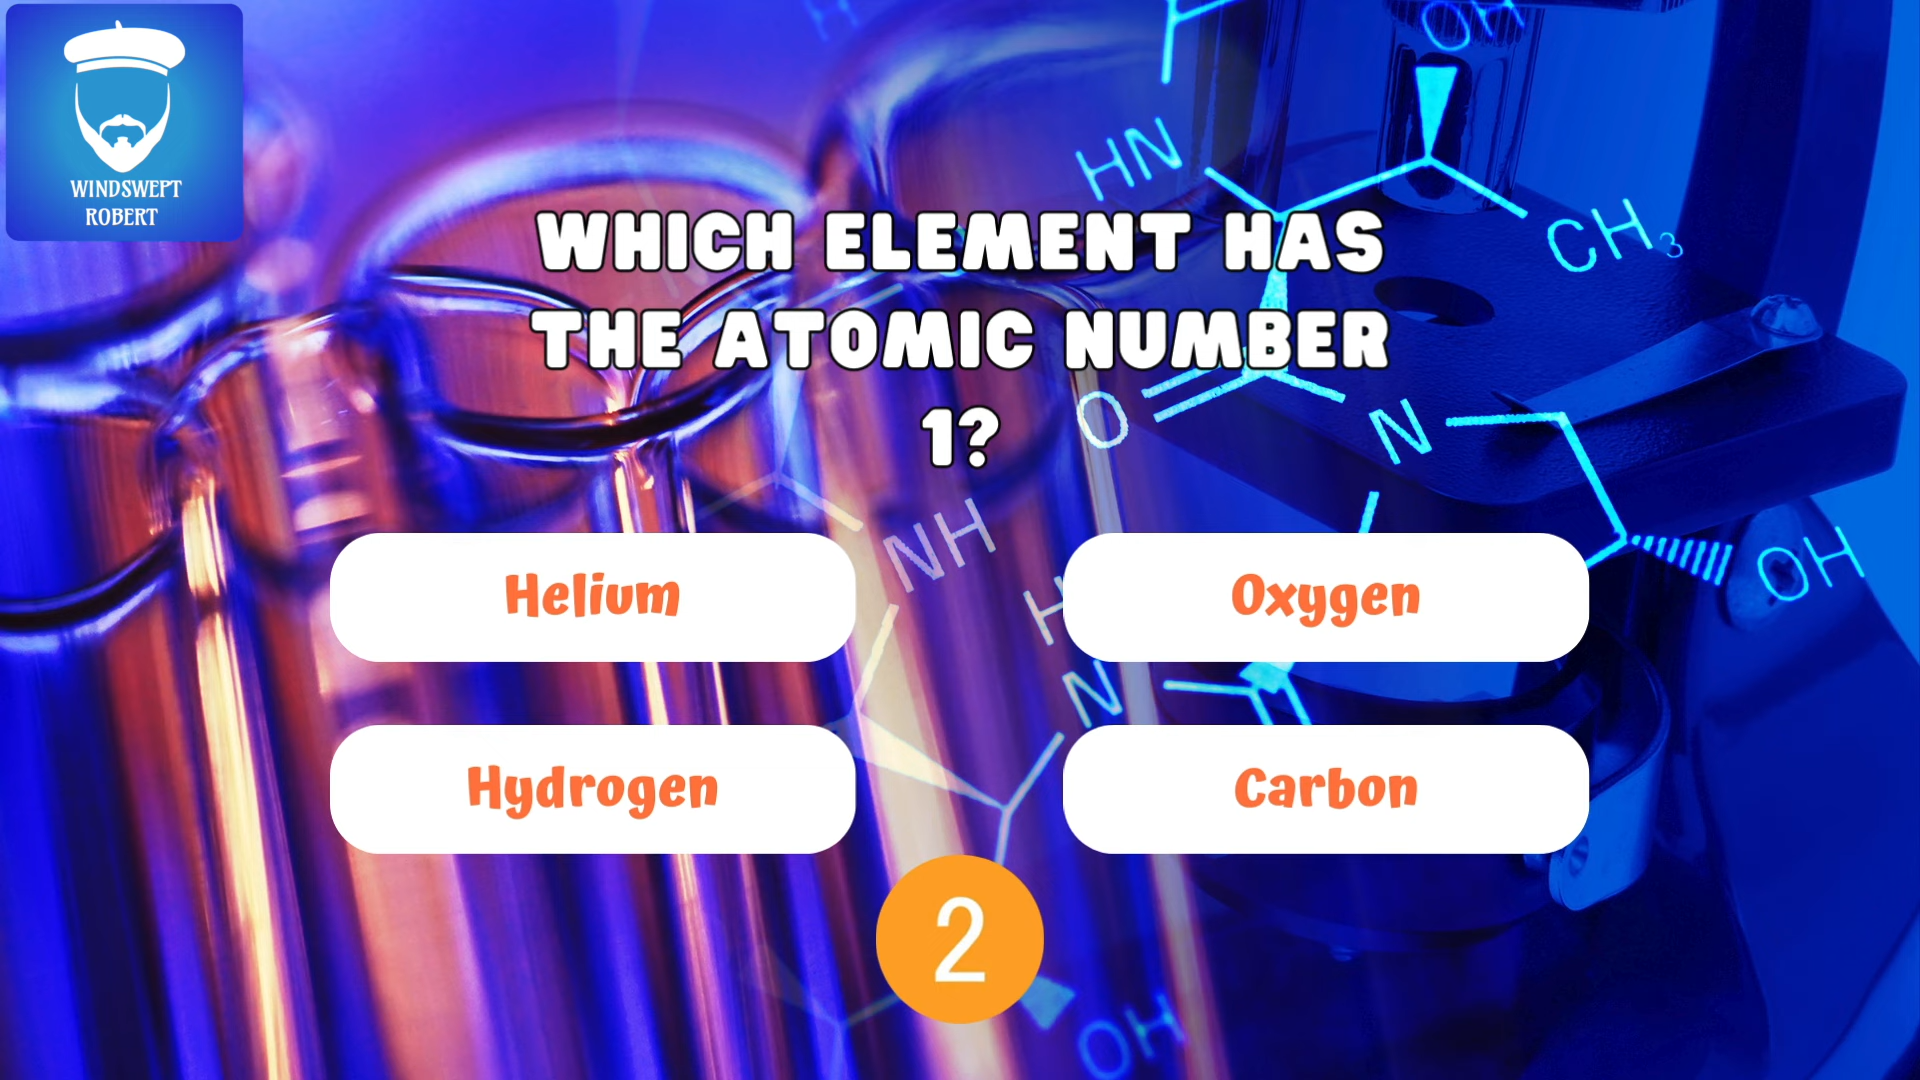 WINDSWEPT
ROBERT
WHICH ELEMENT HAS
THE ATOMIC NUMBER
1?
Helium
Oxygen
Hydrogen
Carbon
2
H
OH
HN
CH3
O
N
NH
H
OH
N
OH